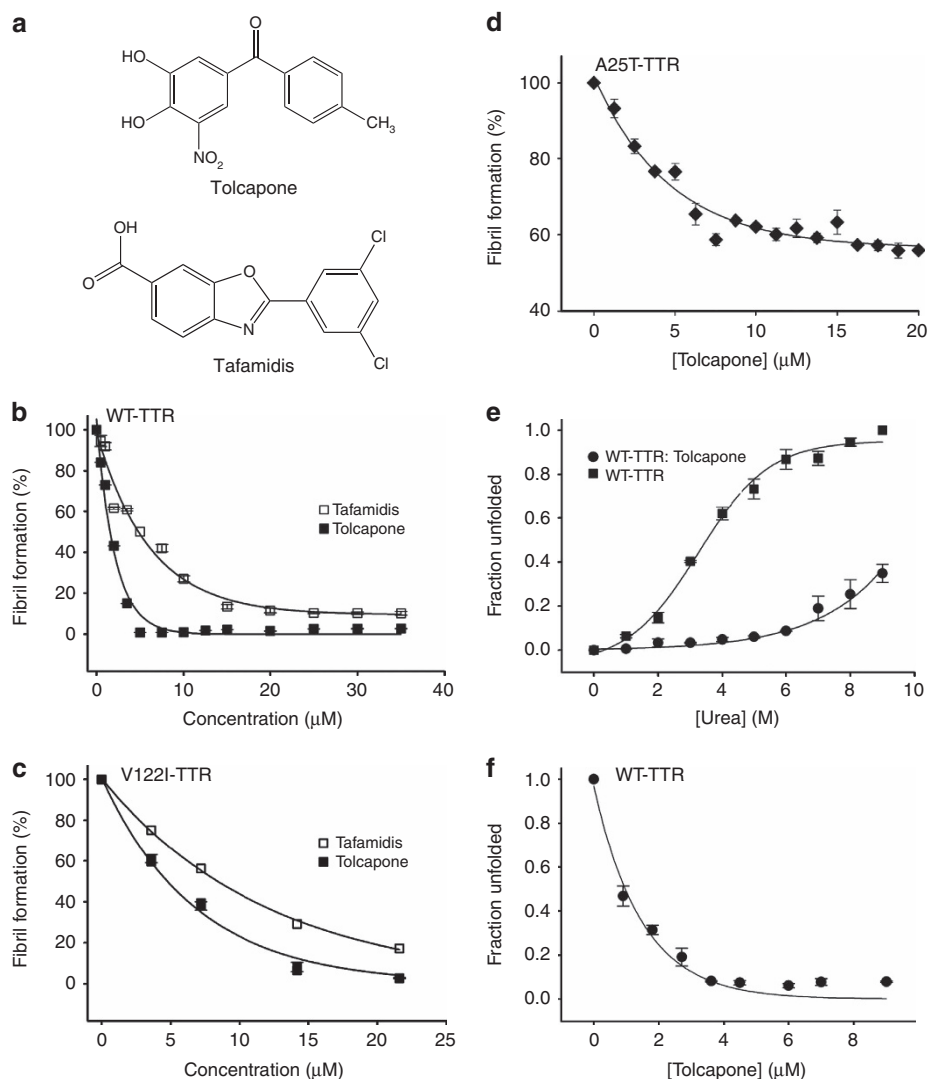 a
O
HO
HO
NO2
CH3
Tolcapone
OH
O
O
N
Cl
Cl
Tafamidis
b
WT-TTR
Fibril formation (%)
100
80
60
40
20
0
Tafamidis
Tolcapone
0 10 20 30 40
Concentration (μM)
c
V122I-TTR
Fibril formation (%)
100
80
60
40
20
0
Tafamidis
Tolcapone
0 5 10 15 20 25
Concentration (μM)
d
A25T-TTR
Fibril formation (%)
100
80
60
40
0 5 10 15 20
[Tolcapone] (μM)
e
Fraction unfolded
1.0
0.8
0.6
0.4
0.2
0.0
WT-TTR: Tolcapone
WT-TTR
0 2 4 6 8 10
[Urea] (M)
f
WT-TTR
Fraction unfolded
1.0
0.8
0.6
0.4
0.2
0.0
0 2 4 6 8
[Tolcapone] (μM)